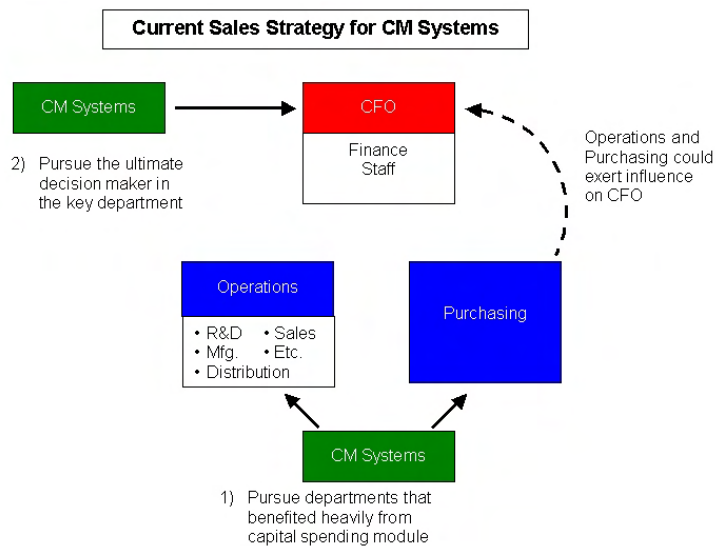 Current Sales Strategy for CM Systems
CM Systems
CFO
Finance
Staff
2) Pursue the ultimate
decision maker in
the key department
Operations and
Purchasing could
exert influence
on CFO
Operations
• R&D • Sales
• Mfg. • Etc.
• Distribution
Purchasing
CM Systems
1) Pursue departments that
benefited heavily from
capital spending module